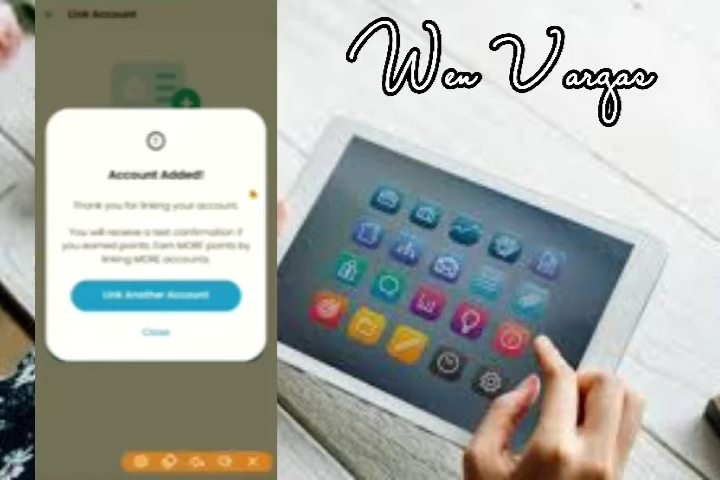 Link Account
Wen Vargas
Account Added!
Thank you for linking your account.
You will receive a text confirmation if
you earned points. Earn MORE points by
linking MORE accounts.
Link Another Account
Close